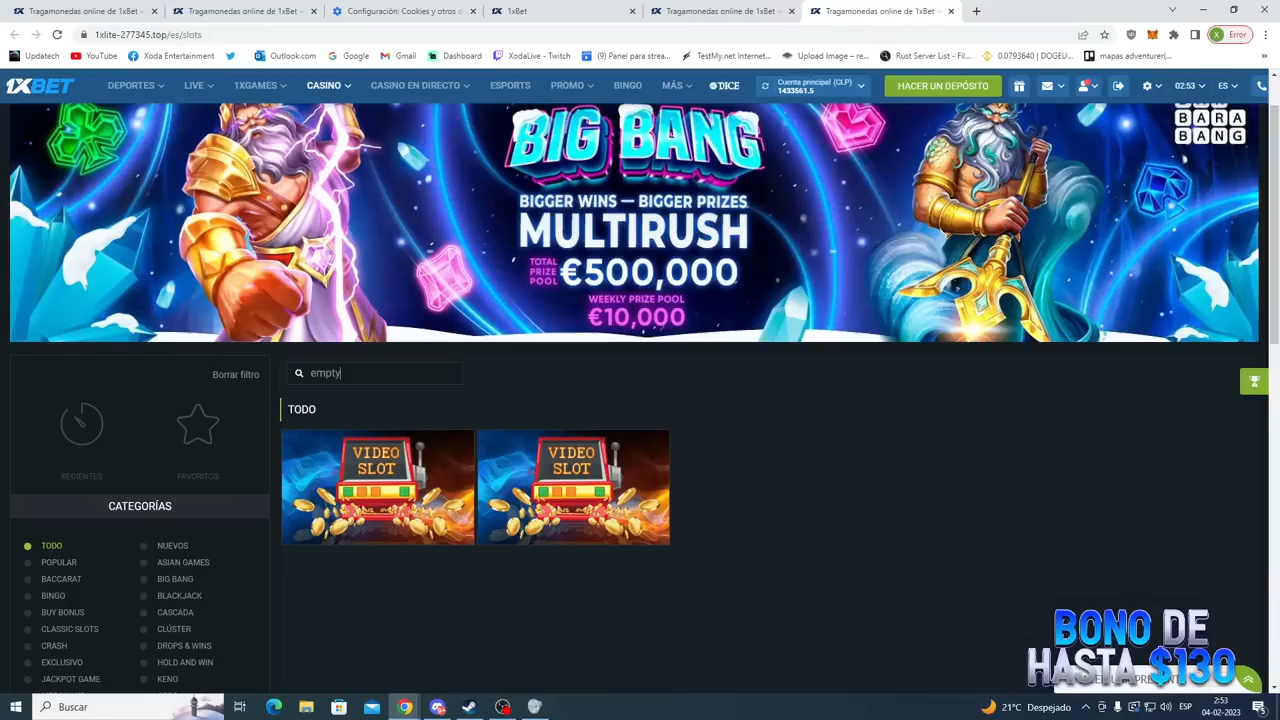 Tragamonedas online de 1xBet
Tragamonedas online de 1xBet
Configuración: Cookies y otros d
1xBet
Tragamonedas online de 1xBet
Tragamonedas online de 1xBet
1xlite-277345.top/es/slots
X Error
Updatech
YouTube
Xoda Entertainment
Outlook.com
Google
Gmail
Dashboard
XodaLive - Twitch
(9) Panel para strea...
TestMy.net Internet...
Upload Image – re...
Rust Server List - Fil...
0.0793640 | DOGEU...
mapas adventurer(...
1XBET
DEPORTES
LIVE
1XGAMES
CASINO
CASINO EN DIRECTO
ESPORTS
PROMO
BINGO
MÁS
DICE
Cuenta principal (CLP)
1433561.5
HACER UN DEPÓSITO
02:53
ES
BARA
BANG
BIG BANG
BIGGER WINS — BIGGER PRIZES
MULTIRUSH
TOTAL
PRIZE
POOL €500,000
WEEKLY PRIZE POOL
€10,000
Borrar filtro
empty
TODO
RECIENTES
FAVORITOS
VIDEO
SLOT
VIDEO
SLOT
CATEGORÍAS
TODO
NUEVOS
POPULAR
ASIAN GAMES
BACCARAT
BIG BANG
BINGO
BLACKJACK
BUY BONUS
CASCADA
CLASSIC SLOTS
CLÚSTER
CRASH
DROPS & WINS
EXCLUSIVO
HOLD AND WIN
JACKPOT GAME
KENO
BONO DE
HASTA $130
Buscar
21°C Despejado
ESP
2:53
04-02-2023
5